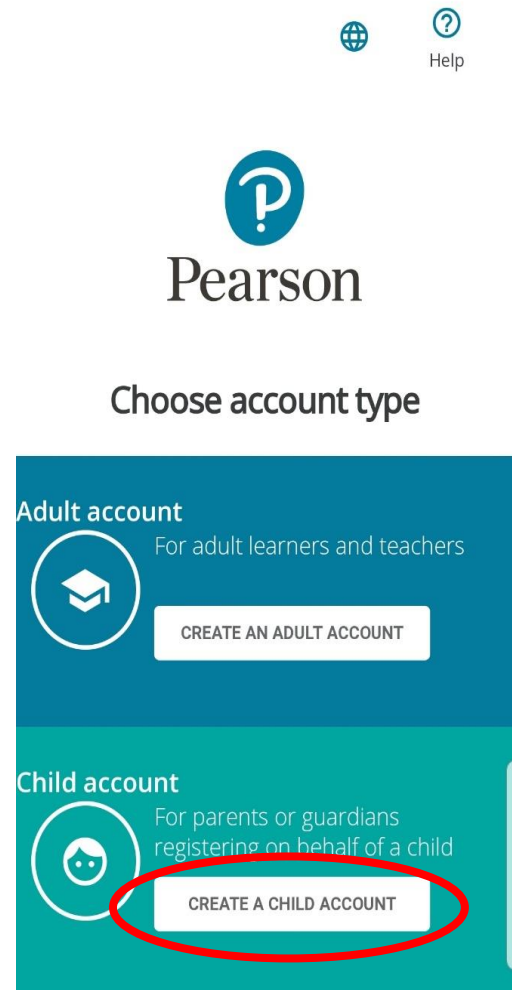 Help
Pearson
Choose account type
Adult account
For adult learners and teachers
CREATE AN ADULT ACCOUNT
Child account
For parents or guardians
registering on behalf of a child
CREATE A CHILD ACCOUNT